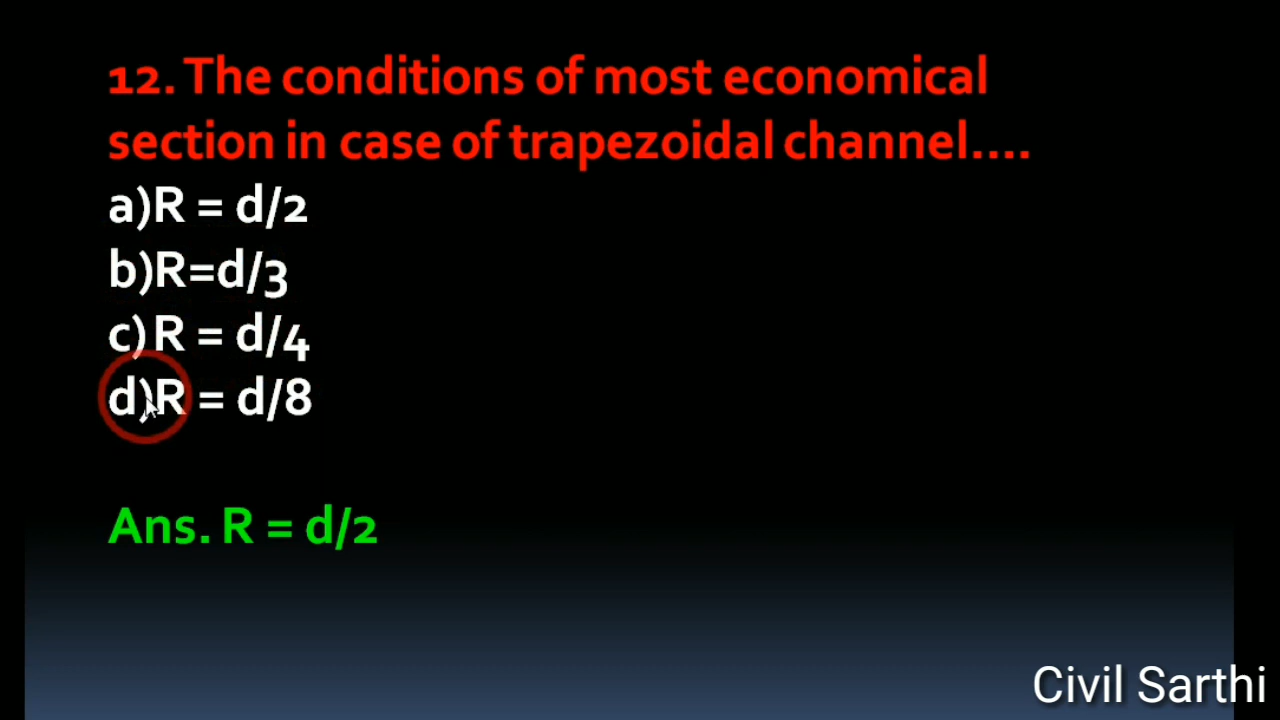 12. The conditions of most economical
section in case of trapezoidal channel....
a)R = d/2
b)R=d/3
c) R = d/4
d)R = d/8
Ans. R = d/2
Civil Sarthi